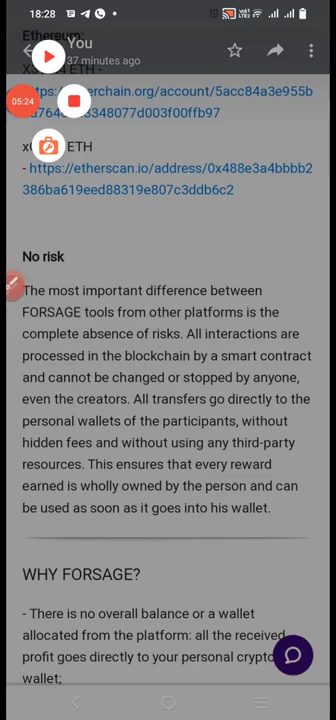 18:28
Ethereum:
You
37 minutes ago
05:24
ETH -
5acc84a3e955b
348077d003f00ffb97
ETH
- https://etherscan.io/address/0x488e3a4bbbb2
386ba619eed88319e807c3ddb6c2
No risk
The most important difference between
FORSAGE tools from other platforms is the
complete absence of risks. All interactions are
processed in the blockchain by a smart contract
and cannot be changed or stopped by anyone,
even the creators. All transfers go directly to the
personal wallets of the participants, without
hidden fees and without using any third-party
resources. This ensures that every reward
earned is wholly owned by the person and can
be used as soon as it goes into his wallet.
WHY FORSAGE?
- There is no overall balance or a wallet
allocated from the platform: all the received
profit goes directly to your personal crypto
wallet;